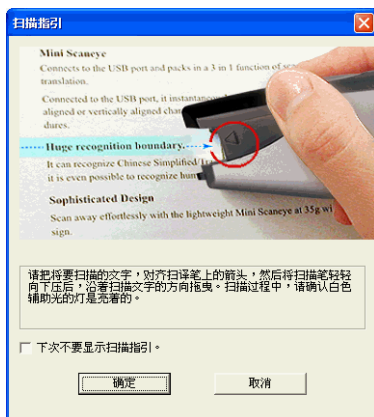 扫描指引
Mini Scaneye
Connects to the USB port and packs in a 3 in 1 function of
translation.
Connected to the USB port, it
aligned or vertically aligned
dures.
Huge recognition boundary.
It can recognize Chinese Simplified/
it is even possible to recognize
Sophisticated Design
Scan away effortlessly with the lightweight Mini Scaneye at 35g
sign.
请把将要扫描的文字，对齐扫译笔上的箭头，然后将扫描笔轻轻
向下压后，沿着扫描文字的方向拖曳。扫描过程中，请确认白色
辅助光的灯是亮着的。
下次不要显示扫描指引。
确定
取消